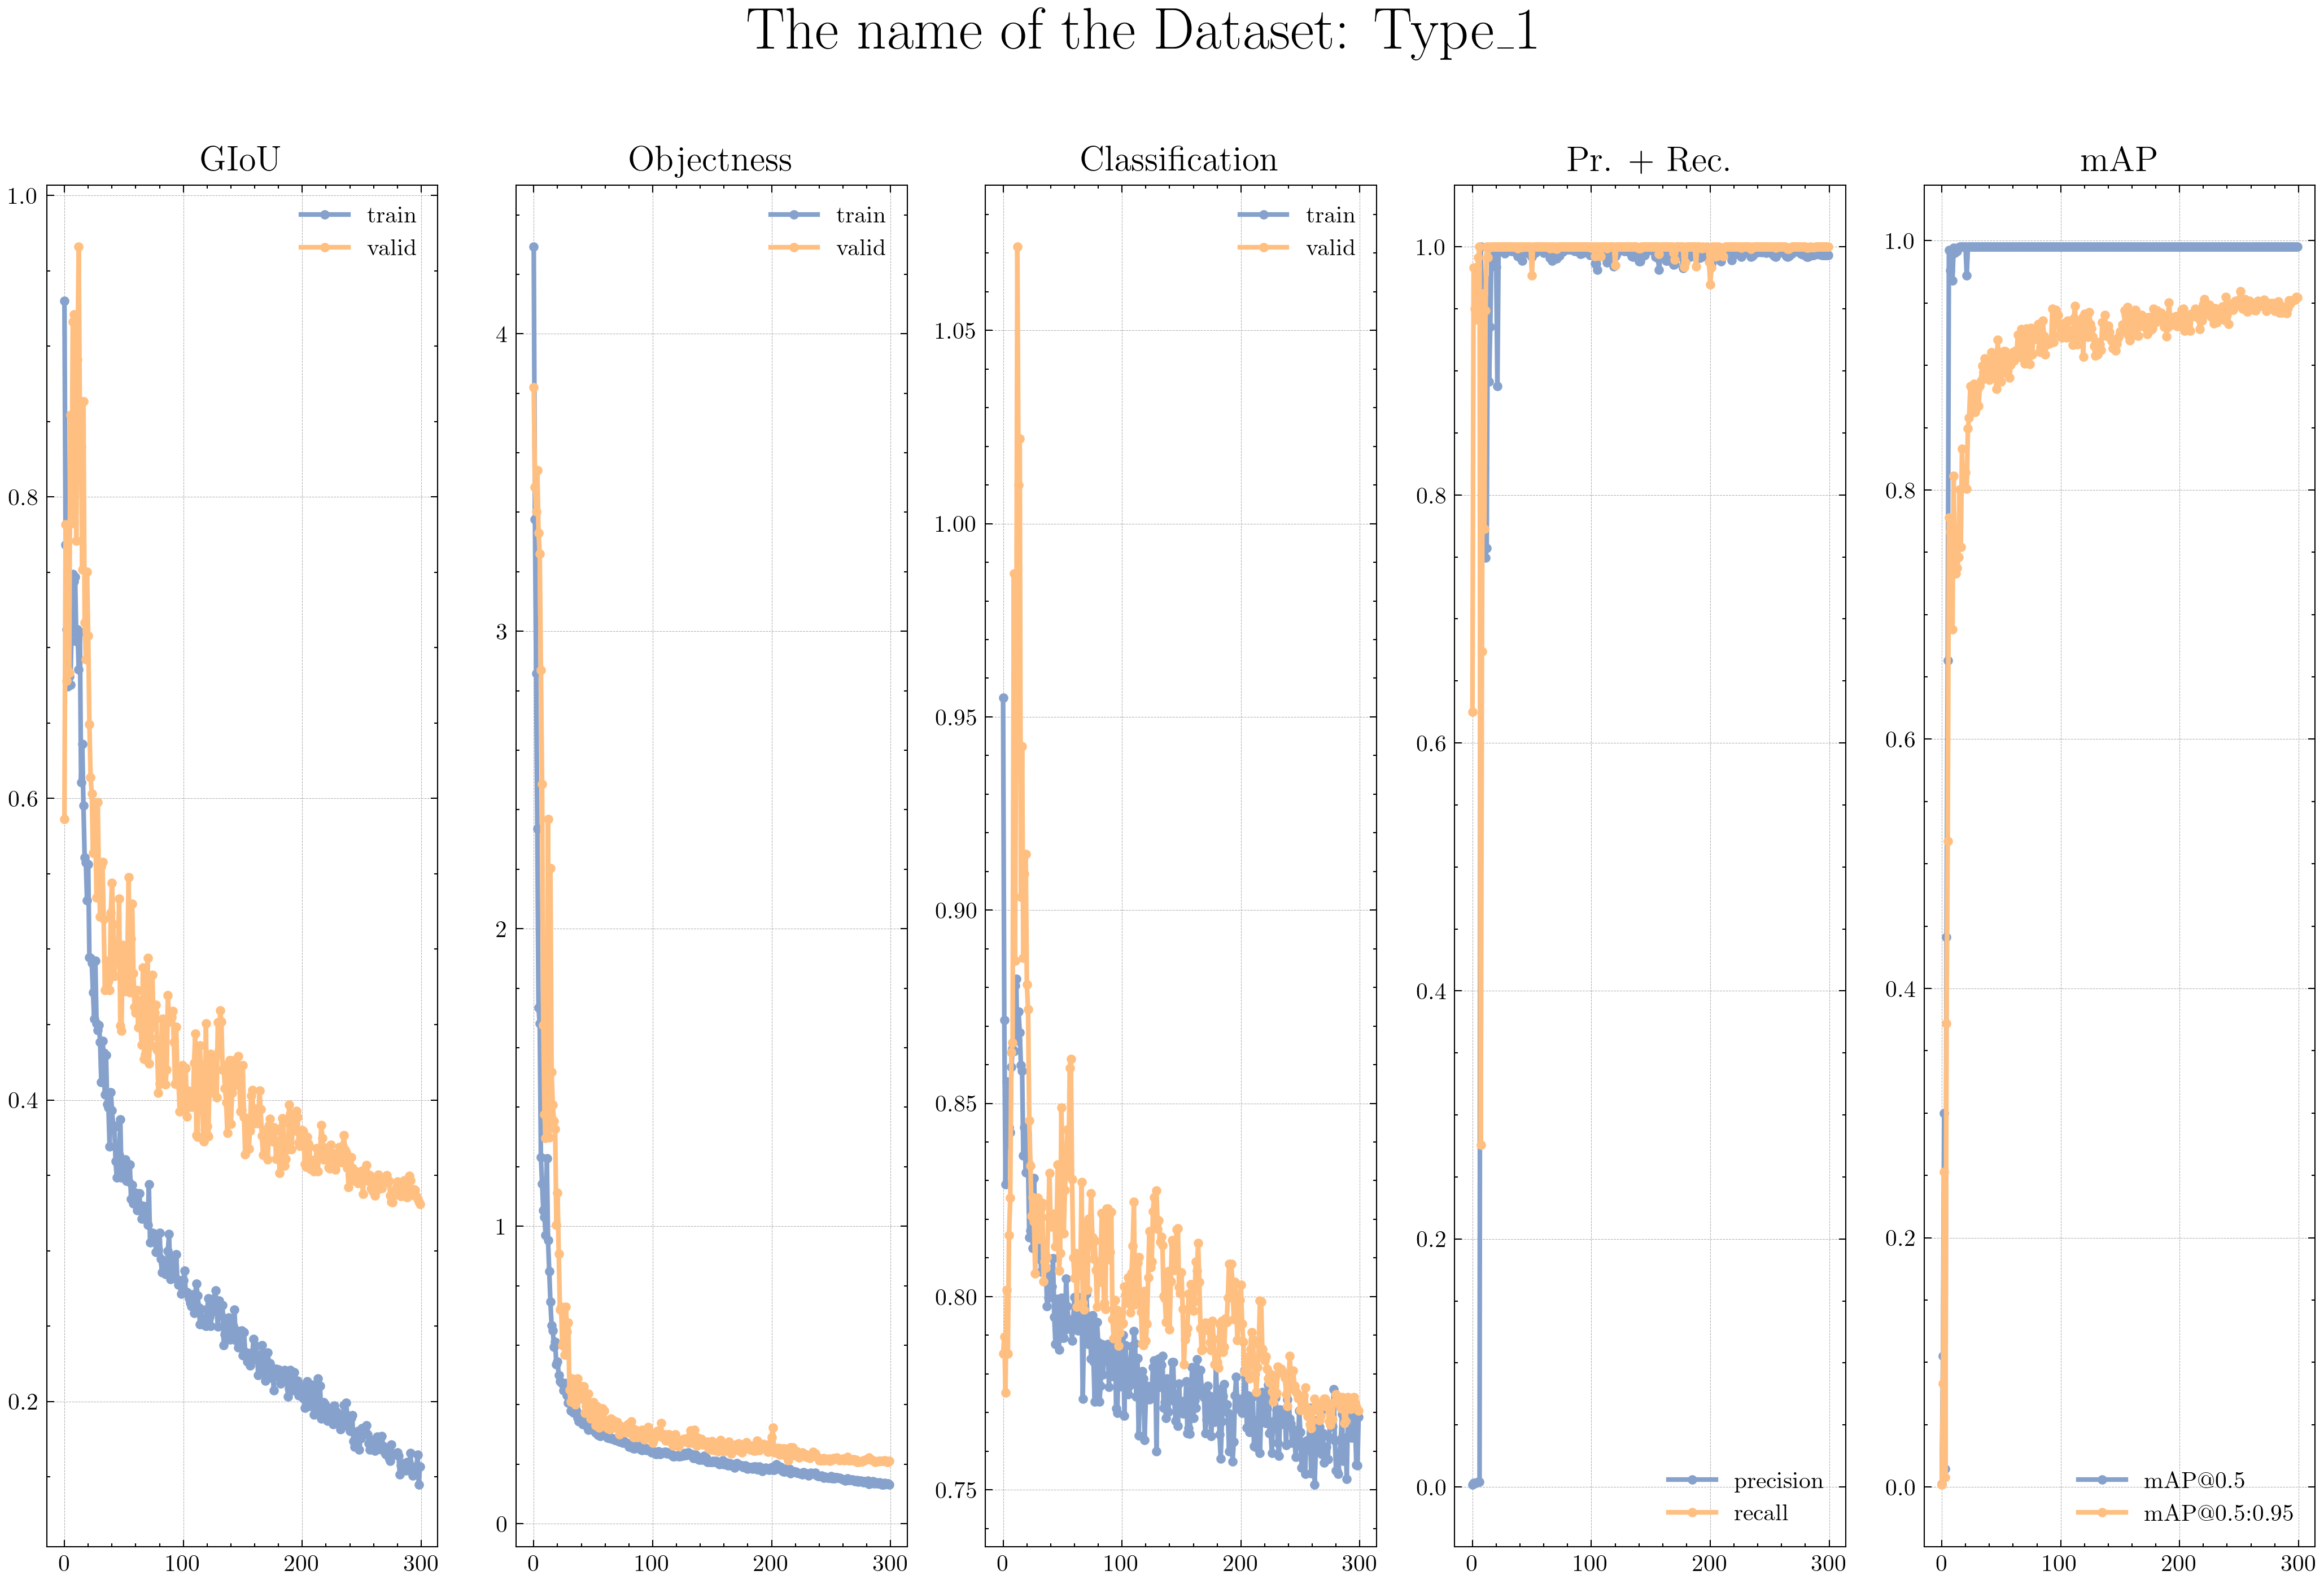 The name of the Dataset: Type_1
GIoU
1.0
0.8
0.6
0.4
0.2
0 100 200 300
train
valid
Objectness
4
3
2
1
0
0 100 200 300
train
valid
Classification
1.05
1.00
0.95
0.90
0.85
0.80
0.75
0 100 200 300
train
valid
Pr. + Rec.
1.0
0.8
0.6
0.4
0.2
0.0
0 100 200 300
precision
recall
mAP
1.0
0.8
0.6
0.4
0.2
0.0
0 100 200 300
mAP@0.5
mAP@0.5:0.95